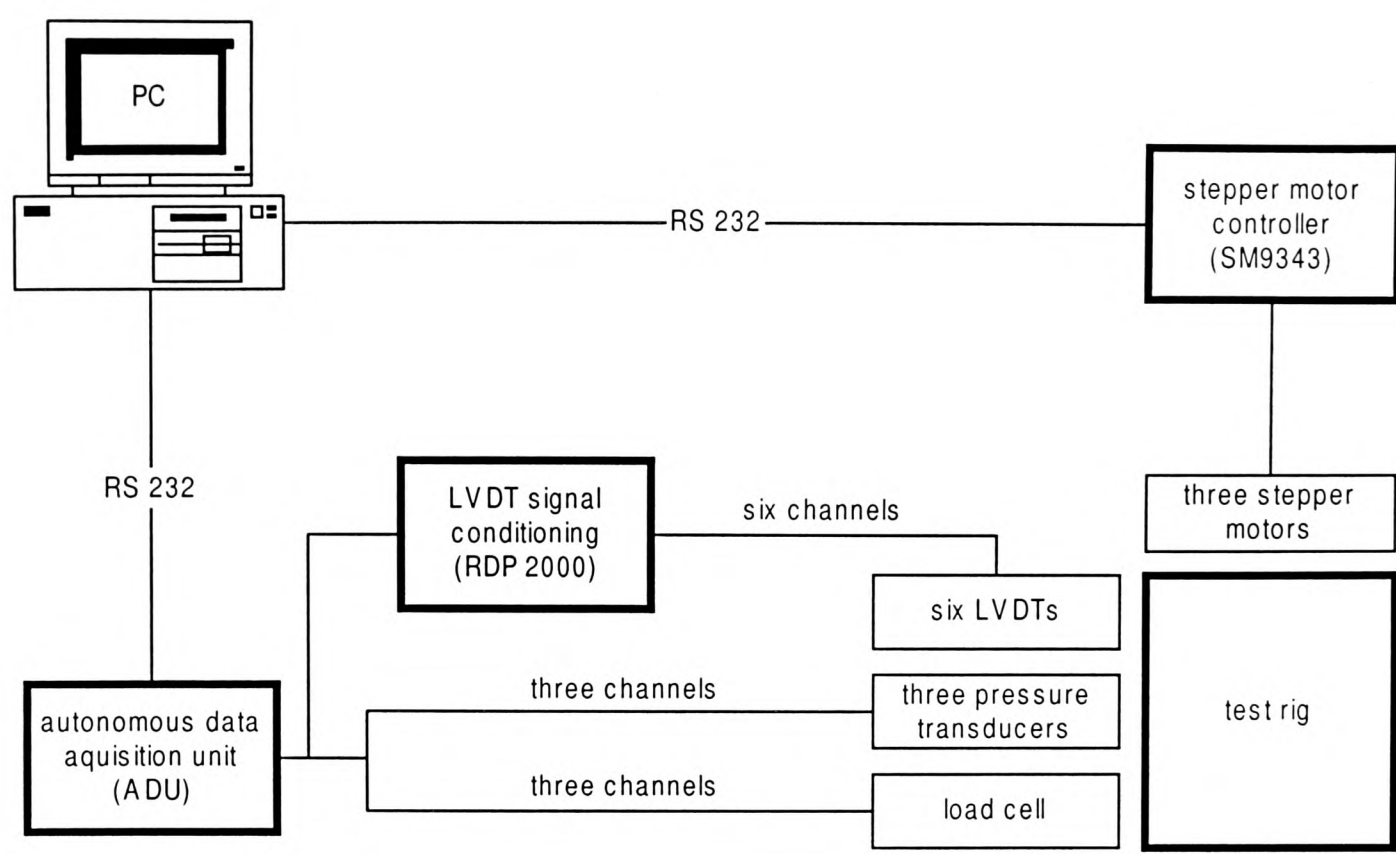 PC
RS 232
stepper motor
controller
(SM9343)
RS 232
LVDT signal
conditioning
(RDP 2000)
six channels
three stepper
motors
six LVDTs
three channels
three pressure
transducers
test rig
autonomous data
aquisition unit
(ADU)
three channels
load cell